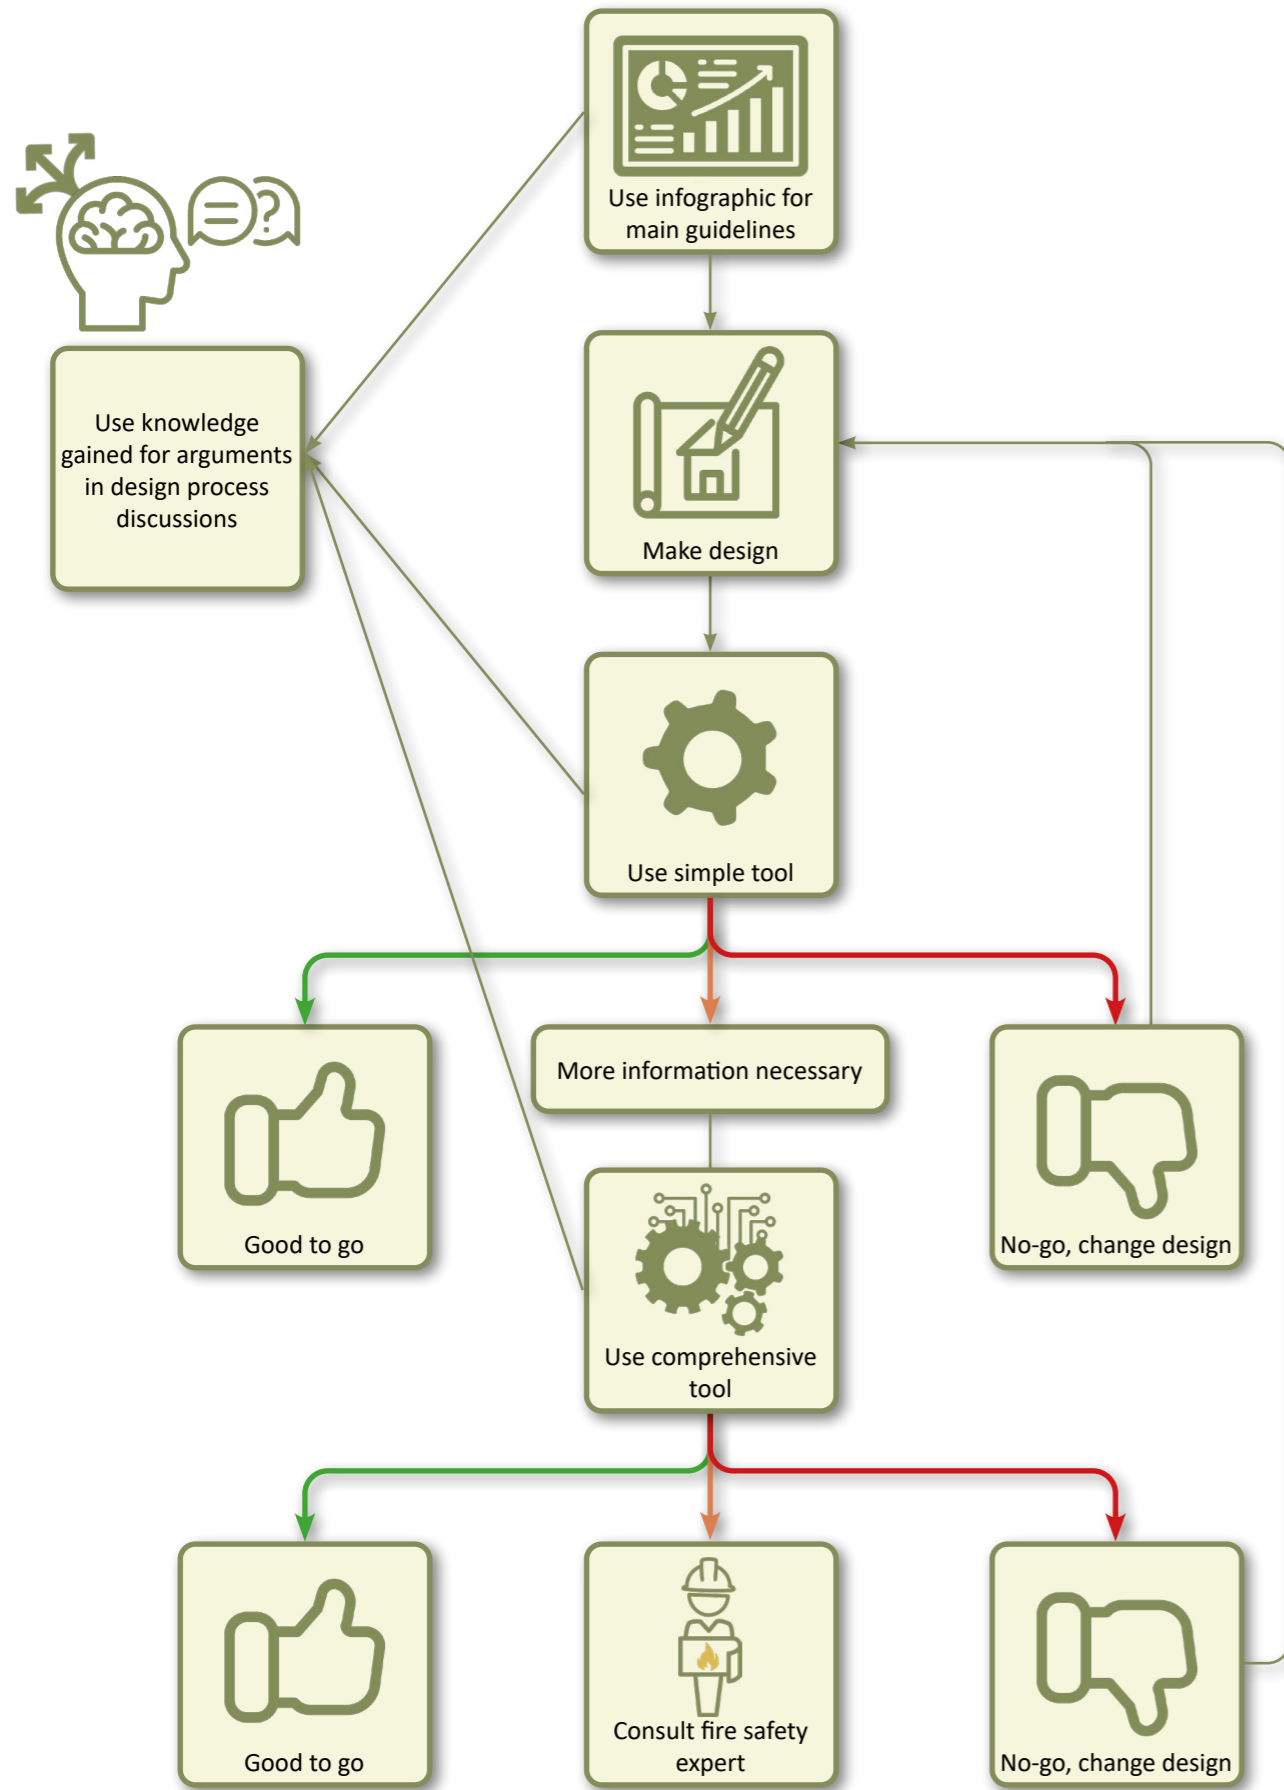 Use infographic for
main guidelines
Use knowledge
gained for arguments
in design process
discussions
Make design
Use simple tool
More information necessary
Good to go
No-go, change design
Use comprehensive
tool
Good to go
Consult fire safety
expert
No-go, change design